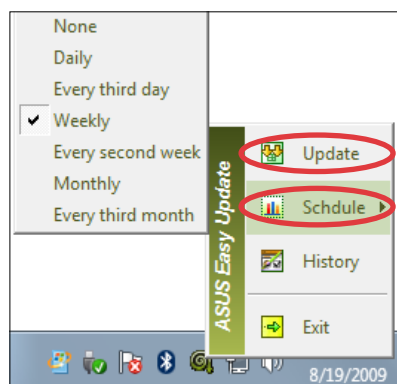 None
Daily
Every third day
Weekly
Every second week
Monthly
Every third month
ASUS Easy Update
Update
Schdule
History
Exit
8/19/2009